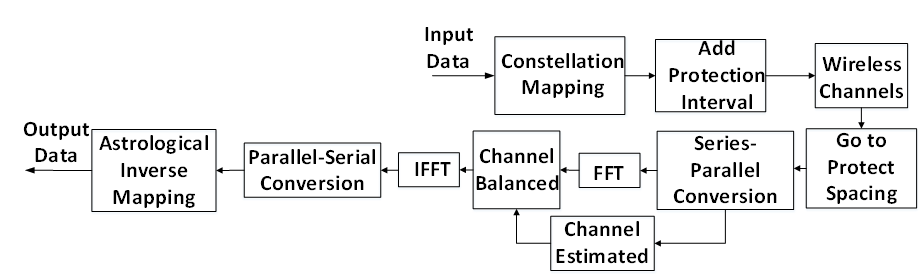 Input
Data
Constellation
Mapping
Add
Protection
Interval
Wireless
Channels
Go to
Protect
Spacing
Series-
Parallel
Conversion
FFT
Channel
Balanced
Channel
Estimated
IFFT
Parallel-Serial
Conversion
Astrological
Inverse
Mapping
Output
Data